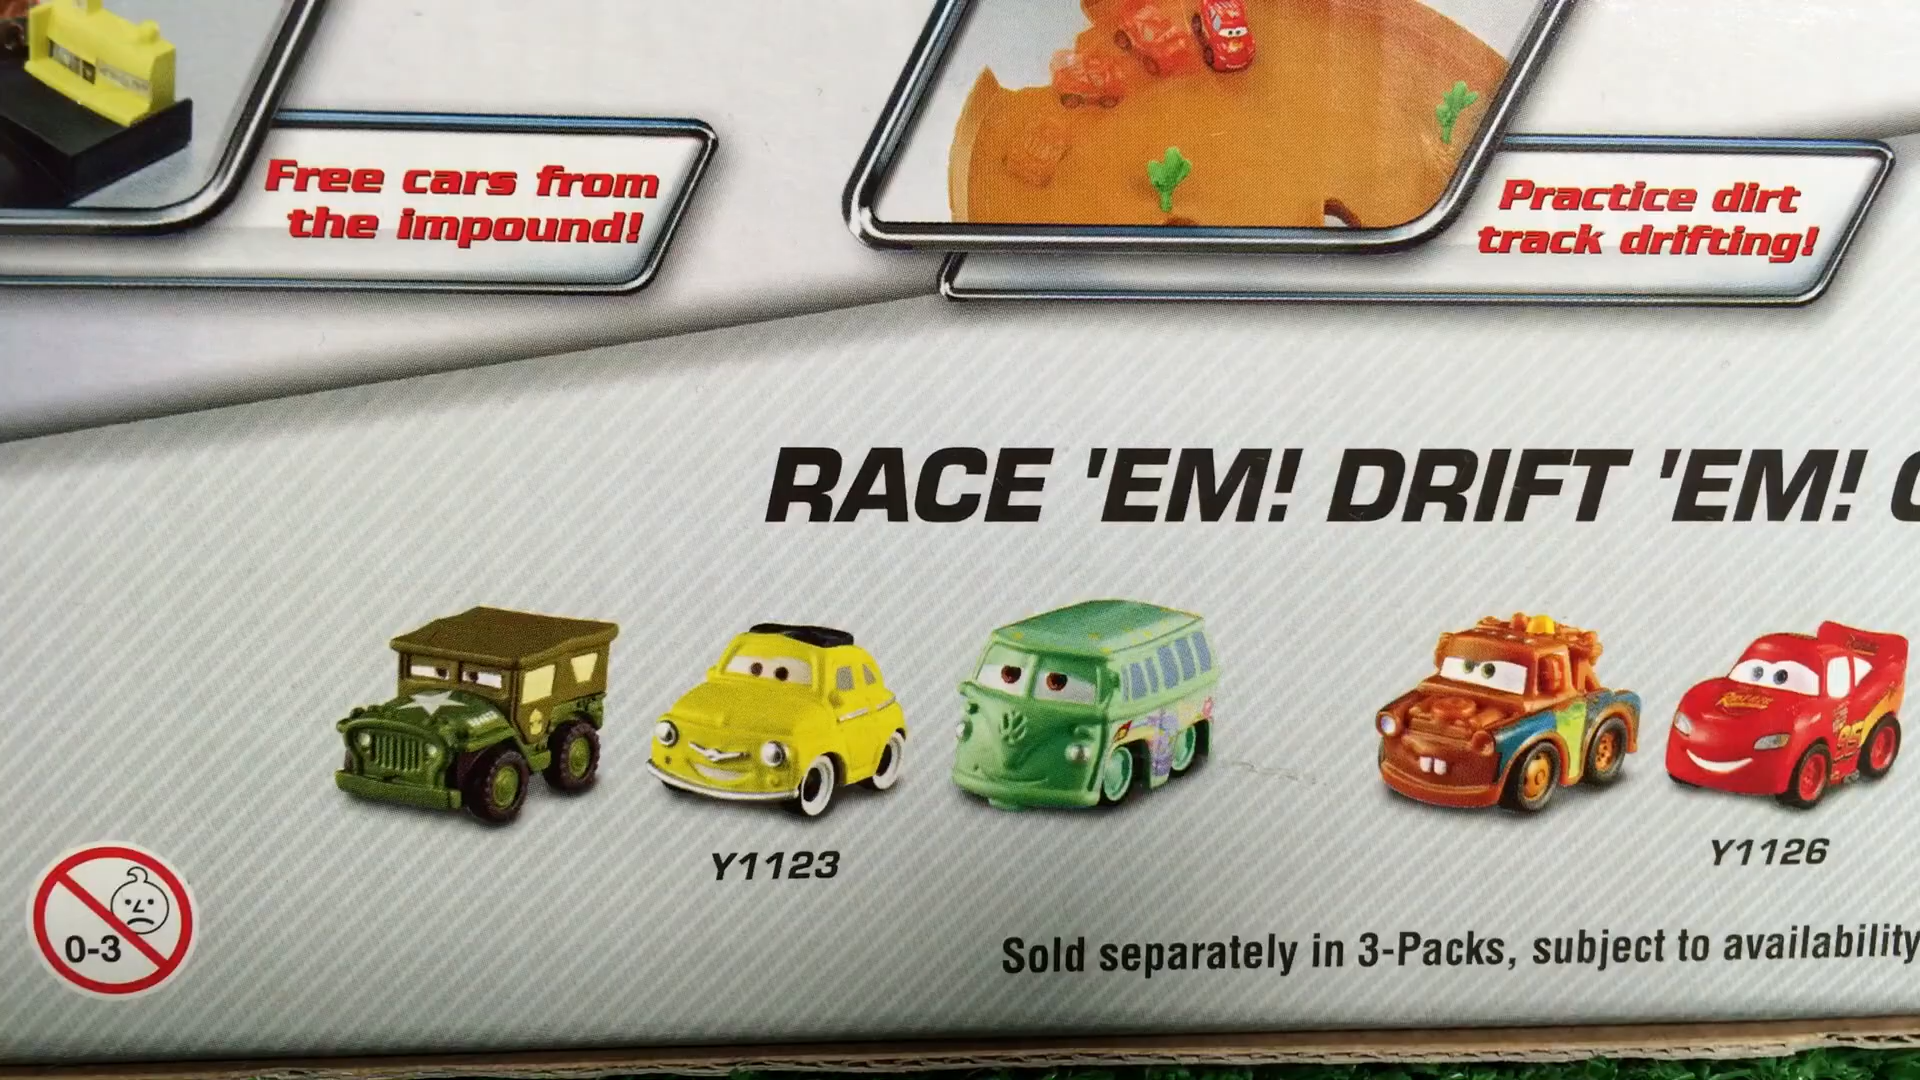 Free cars from
the impound!
Practice dirt
track drifting!
RACE 'EM! DRIFT 'EM!
Y1123
95
Y1126
0-3
Sold separately in 3-Packs, subject to availability